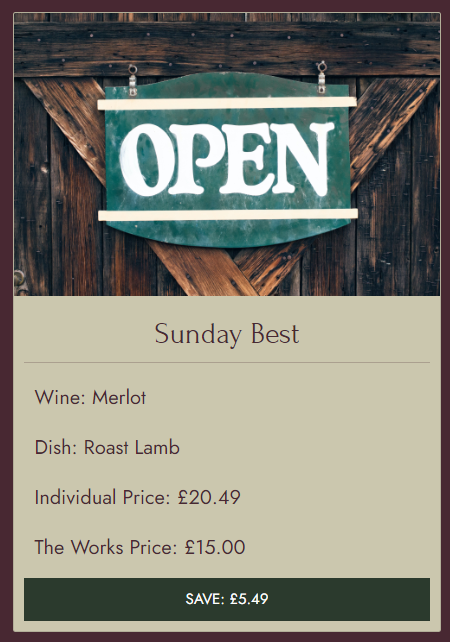 OPEN
Sunday Best
Wine: Merlot
Dish: Roast Lamb
Individual Price: £20.49
The Works Price: £15.00
SAVE: £5.49